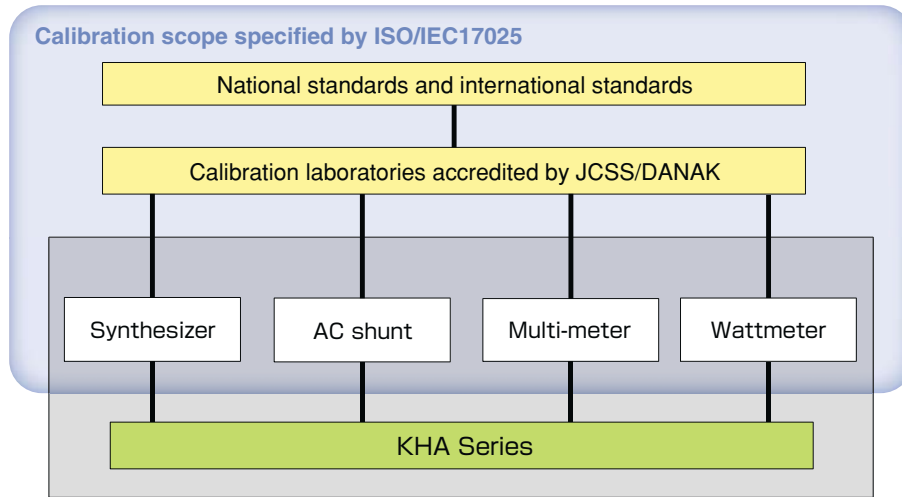 Calibration scope specified by ISO/IEC17025
National standards and international standards
Calibration laboratories accredited by JCSS/DANAK
Synthesizer
AC shunt
Multi-meter
Wattmeter
KHA Series